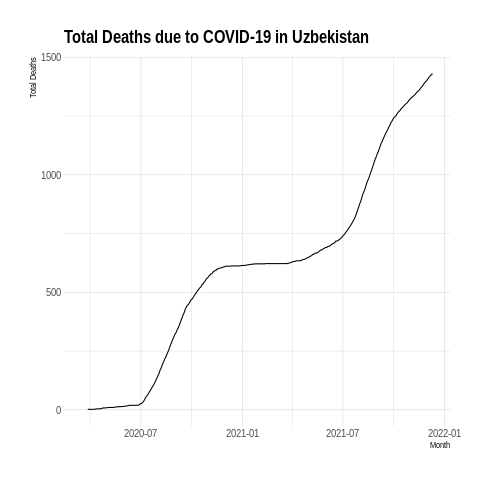 Total Deaths due to COVID-19 in Uzbekistan
Total Deaths
1500
1000
500
0
2020-07
2021-01
2021-07
2022-01
Month